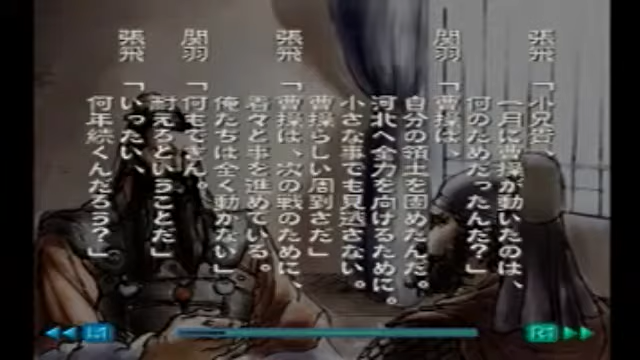 張飛「小兄貴、
一月に曹操が動いたのは、
何のためだったんだ？」
関羽「曹操は、
自分の領土を固めたんだ。
河北へ全力を向けるために。
小さな事でも見逃さない。
曹操らしい周到さだ」
張飛「曹操は、次の戦のために、
着々と事を進めている。
俺たちは全く動かない」
関羽「何もできん。
耐えるということだ」
張飛「いったい、
何年続くんだろう？」
L1
R1